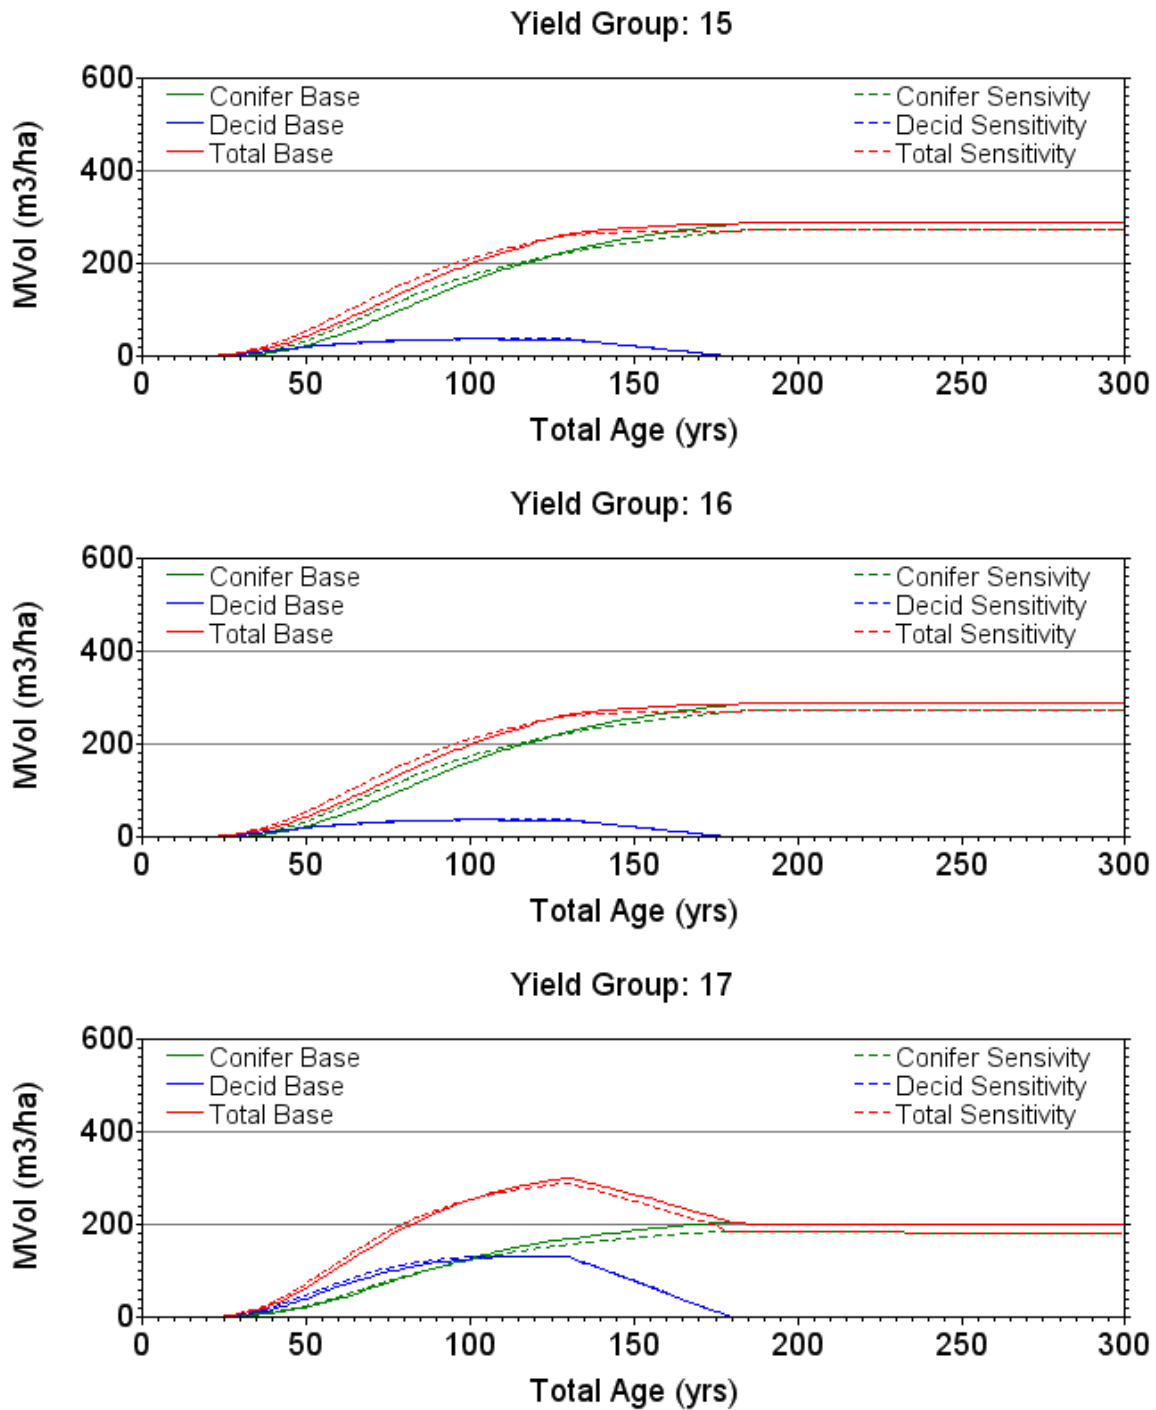 Yield Group: 15
600
400
200
0
MVol (m3/ha)
Conifer Base
Decid Base
Total Base
Conifer Sensivity
Decid Sensitivity
Total Sensitivity
0 50 100 150 200 250 300
Total Age (yrs)
Yield Group: 16
600
400
200
0
MVol (m3/ha)
Conifer Base
Decid Base
Total Base
Conifer Sensivity
Decid Sensitivity
Total Sensitivity
0 50 100 150 200 250 300
Total Age (yrs)
Yield Group: 17
600
400
200
0
MVol (m3/ha)
Conifer Base
Decid Base
Total Base
Conifer Sensivity
Decid Sensitivity
Total Sensitivity
0 50 100 150 200 250 300
Total Age (yrs)